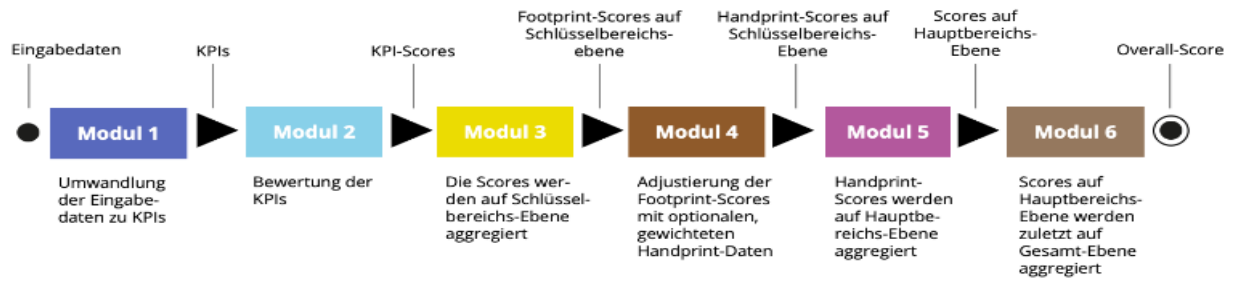 Eingabedaten
KPIs
KPI-Scores
Footprint-Scores auf
Schlüsselbereichs-
ebene
Handprint-Scores auf
Schlüsselbereichs-
Ebene
Scores auf
Hauptbereichs-
Ebene
Overall-Score
Modul 1
Modul 2
Modul 3
Modul 4
Modul 5
Modul 6
Umwandlung
der Eingabe-
daten zu KPIs
Bewertung der
KPIs
Die Scores wer-
den auf Schlüssel-
bereichs-Ebene
aggregiert
Adjustierung der
Footprint-Scores
mit optionalen,
gewichteten
Handprint-Daten
Handprint-
Scores werden
auf Hauptbe-
reichs-Ebene
aggregiert
Scores auf
Hauptbereichs-
Ebene werden
zuletzt auf
Gesamt-Ebene
aggregiert